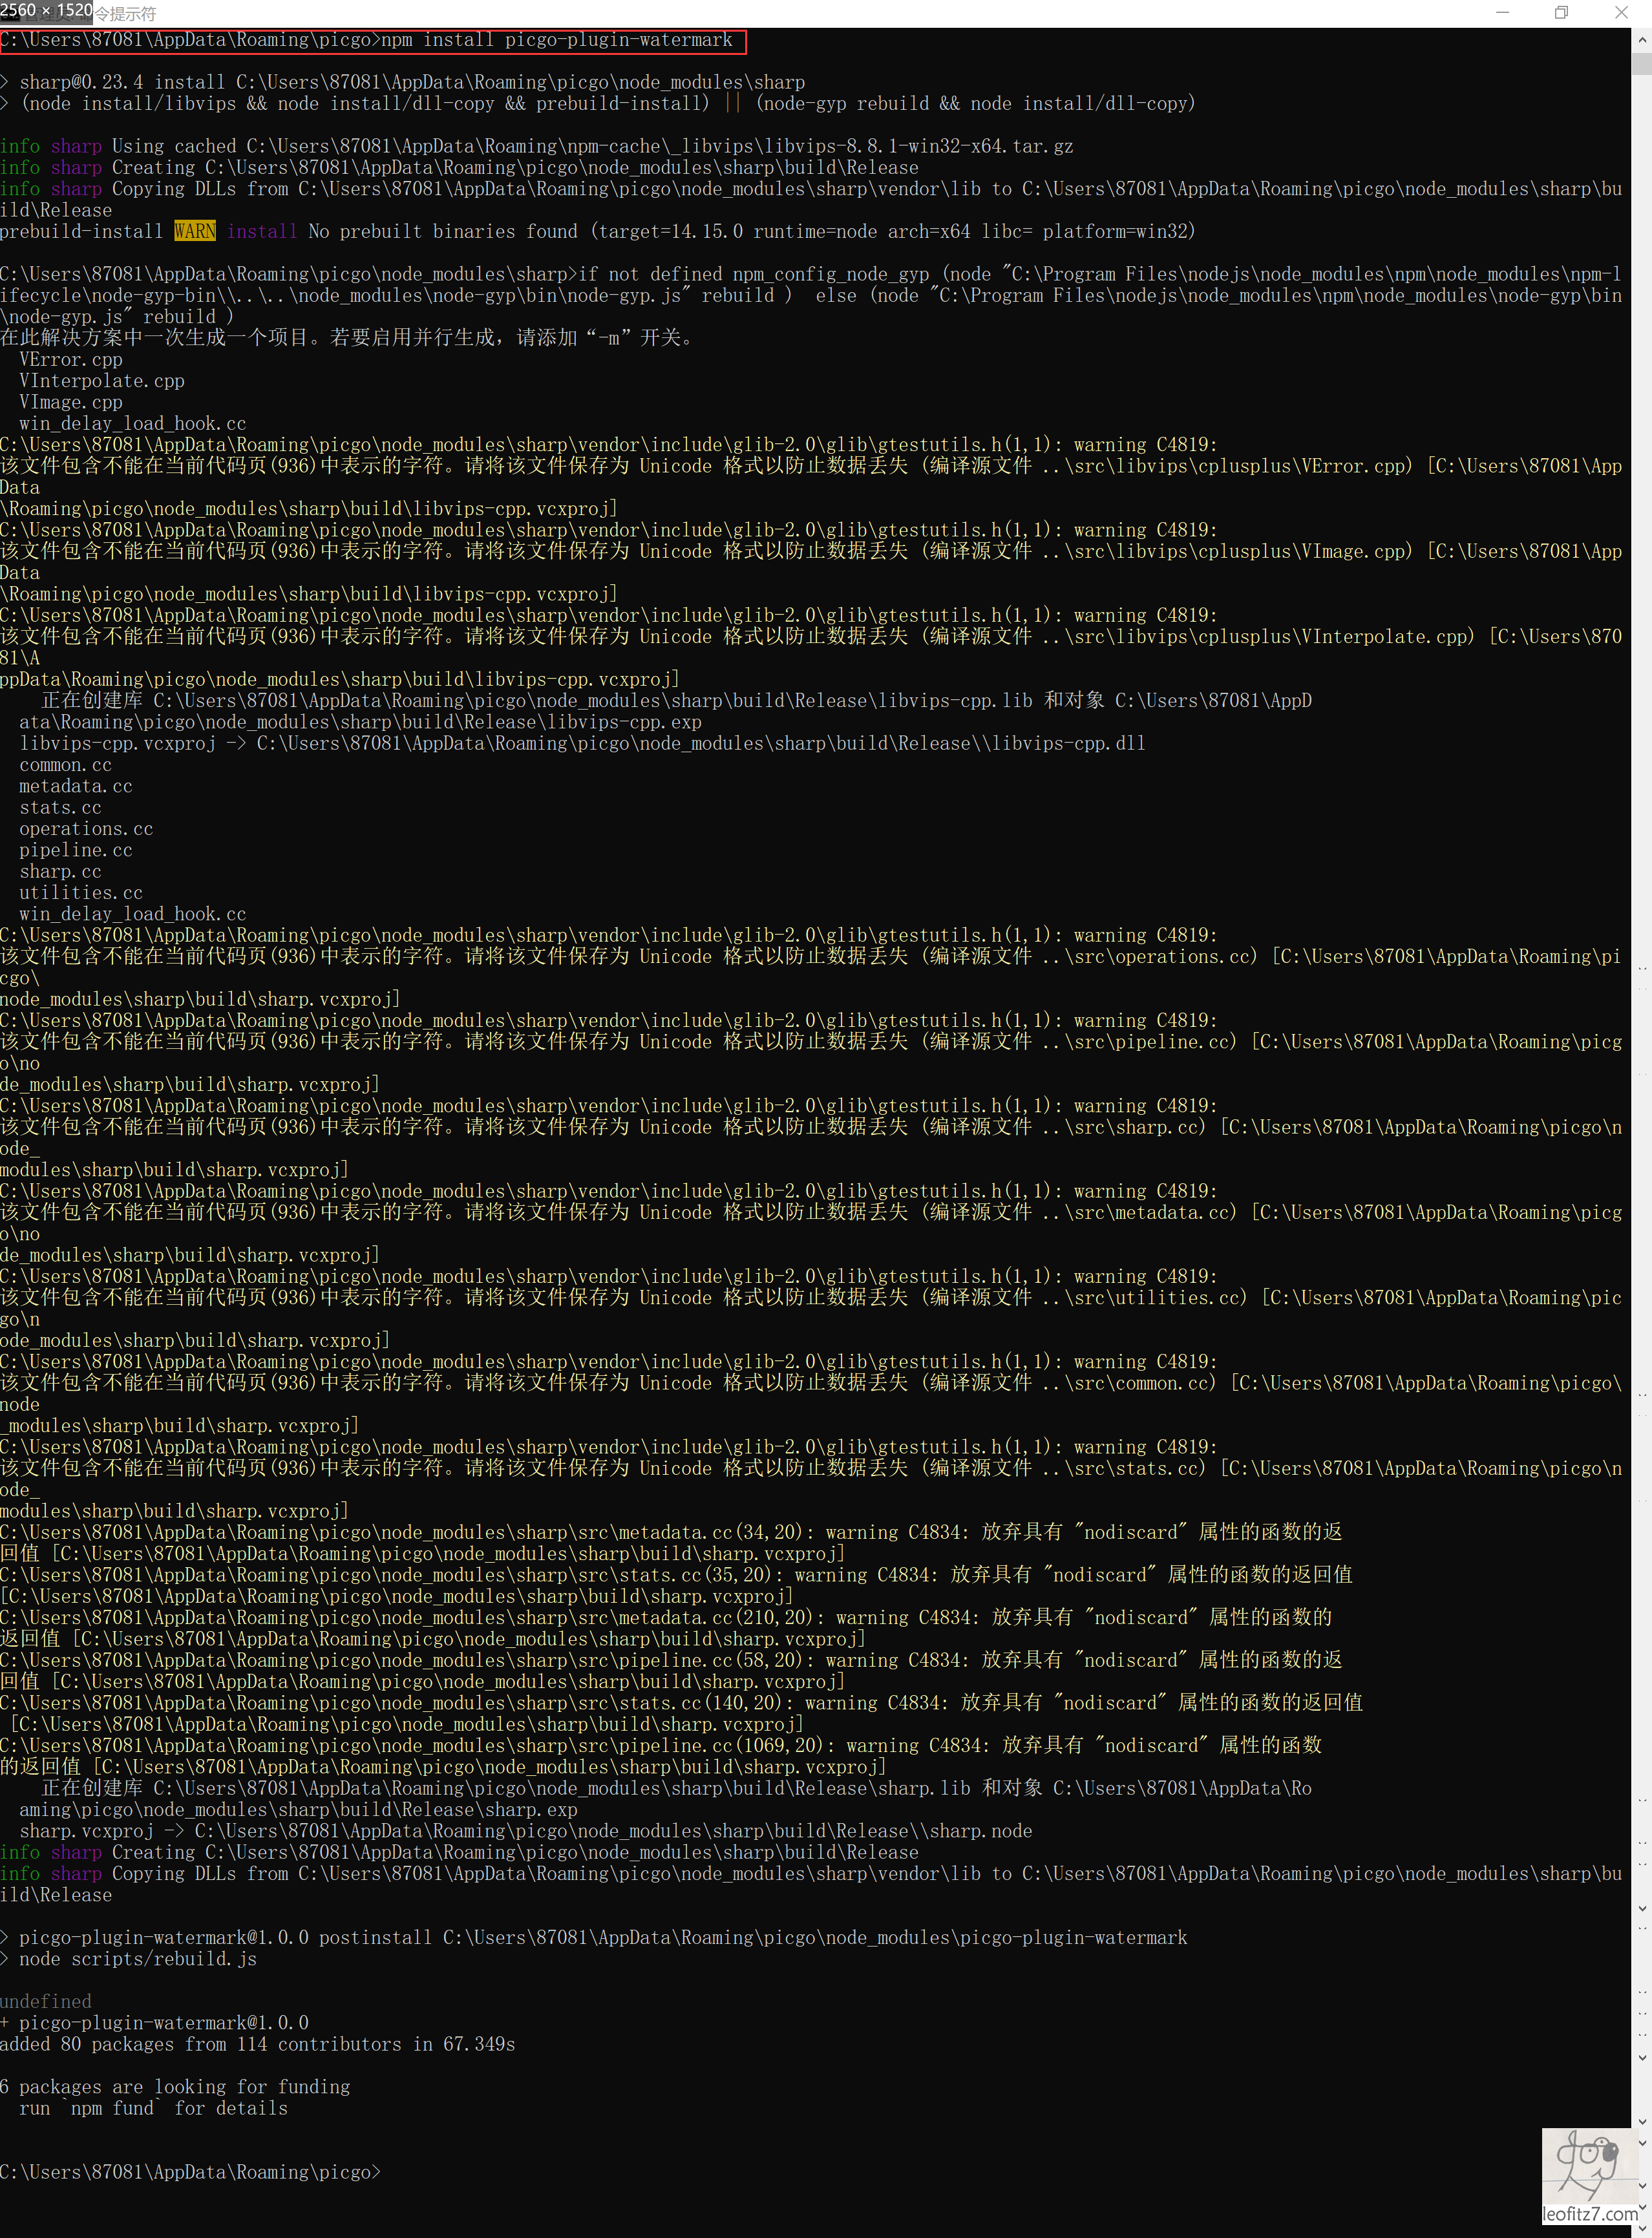 2560 × 1520
令提示符
C:\Users\87081\AppData\Roaming\picgo>npm install picgo-plugin-watermark
> sharp@0.23.4 install C:\Users\87081\AppData\Roaming\picgo\node_modules\sharp
> (node install/libvips && node install/dll-copy && prebuild-install) || (node-gyp rebuild && node install/dll-copy)
info sharp Using cached C:\Users\87081\AppData\Roaming\npm-cache\_libvips\libvips-8.8.1-win32-x64.tar.gz
info sharp Creating C:\Users\87081\AppData\Roaming\picgo\node_modules\sharp\build\Release
info sharp Copying DLLs from C:\Users\87081\AppData\Roaming\picgo\node_modules\sharp\vendor\lib to C:\Users\87081\AppData\Roaming\picgo\node_modules\sharp\bu
ild\Release
prebuild-install WARN install No prebuilt binaries found (target=14.15.0 runtime=node arch=x64 libc= platform=win32)
C:\Users\87081\AppData\Roaming\picgo\node_modules\sharp>if not defined npm_config_node_gyp (node "C:\Program Files\nodejs\node_modules\npm\node_modules\npm-l
ifecycle\node-gyp-bin\\..\..\node_modules\node-gyp\bin\node-gyp.js" rebuild )  else (node "C:\Program Files\nodejs\node_modules\npm\node_modules\node-gyp\bin
\node-gyp.js" rebuild )
在此解决方案中一次生成一个项目。若要启用并行生成，请添加“-m”开关。
VError.cpp
VInterpolate.cpp
VImage.cpp
win_delay_load_hook.cc
C:\Users\87081\AppData\Roaming\picgo\node_modules\sharp\vendor\include\glib-2.0\glib\gtestutils.h(1,1): warning C4819:
该文件包含不能在当前代码页(936)中表示的字符。请将该文件保存为 Unicode 格式以防止数据丢失 (编译源文件 ..\src\libvips\cplusplus\VError.cpp) [C:\Users\87081\App
Data
\Roaming\picgo\node_modules\sharp\build\libvips-cpp.vcxproj]
C:\Users\87081\AppData\Roaming\picgo\node_modules\sharp\vendor\include\glib-2.0\glib\gtestutils.h(1,1): warning C4819:
该文件包含不能在当前代码页(936)中表示的字符。请将该文件保存为 Unicode 格式以防止数据丢失 (编译源文件 ..\src\libvips\cplusplus\VImage.cpp) [C:\Users\87081\App
Data
\Roaming\picgo\node_modules\sharp\build\libvips-cpp.vcxproj]
C:\Users\87081\AppData\Roaming\picgo\node_modules\sharp\vendor\include\glib-2.0\glib\gtestutils.h(1,1): warning C4819:
该文件包含不能在当前代码页(936)中表示的字符。请将该文件保存为 Unicode 格式以防止数据丢失 (编译源文件 ..\src\libvips\cplusplus\VInterpolate.cpp) [C:\Users\870
81\A
ppData\Roaming\picgo\node_modules\sharp\build\libvips-cpp.vcxproj]
正在创建库 C:\Users\87081\AppData\Roaming\picgo\node_modules\sharp\build\Release\libvips-cpp.lib 和对象 C:\Users\87081\AppD
ata\Roaming\picgo\node_modules\sharp\build\Release\libvips-cpp.exp
libvips-cpp.vcxproj -> C:\Users\87081\AppData\Roaming\picgo\node_modules\sharp\build\Release\\libvips-cpp.dll
common.cc
metadata.cc
stats.cc
operations.cc
pipeline.cc
sharp.cc
utilities.cc
win_delay_load_hook.cc
C:\Users\87081\AppData\Roaming\picgo\node_modules\sharp\vendor\include\glib-2.0\glib\gtestutils.h(1,1): warning C4819:
该文件包含不能在当前代码页(936)中表示的字符。请将该文件保存为 Unicode 格式以防止数据丢失 (编译源文件 ..\src\operations.cc) [C:\Users\87081\AppData\Roaming\pi
cgo\
node_modules\sharp\build\sharp.vcxproj]
C:\Users\87081\AppData\Roaming\picgo\node_modules\sharp\vendor\include\glib-2.0\glib\gtestutils.h(1,1): warning C4819:
该文件包含不能在当前代码页(936)中表示的字符。请将该文件保存为 Unicode 格式以防止数据丢失 (编译源文件 ..\src\pipeline.cc) [C:\Users\87081\AppData\Roaming\picg
o\no
de_modules\sharp\build\sharp.vcxproj]
C:\Users\87081\AppData\Roaming\picgo\node_modules\sharp\vendor\include\glib-2.0\glib\gtestutils.h(1,1): warning C4819:
该文件包含不能在当前代码页(936)中表示的字符。请将该文件保存为 Unicode 格式以防止数据丢失 (编译源文件 ..\src\sharp.cc) [C:\Users\87081\AppData\Roaming\picgo\n
ode_
modules\sharp\build\sharp.vcxproj]
C:\Users\87081\AppData\Roaming\picgo\node_modules\sharp\vendor\include\glib-2.0\glib\gtestutils.h(1,1): warning C4819:
该文件包含不能在当前代码页(936)中表示的字符。请将该文件保存为 Unicode 格式以防止数据丢失 (编译源文件 ..\src\metadata.cc) [C:\Users\87081\AppData\Roaming\picg
o\no
de_modules\sharp\build\sharp.vcxproj]
C:\Users\87081\AppData\Roaming\picgo\node_modules\sharp\vendor\include\glib-2.0\glib\gtestutils.h(1,1): warning C4819:
该文件包含不能在当前代码页(936)中表示的字符。请将该文件保存为 Unicode 格式以防止数据丢失 (编译源文件 ..\src\utilities.cc) [C:\Users\87081\AppData\Roaming\pic
go\n
ode_modules\sharp\build\sharp.vcxproj]
C:\Users\87081\AppData\Roaming\picgo\node_modules\sharp\vendor\include\glib-2.0\glib\gtestutils.h(1,1): warning C4819:
该文件包含不能在当前代码页(936)中表示的字符。请将该文件保存为 Unicode 格式以防止数据丢失 (编译源文件 ..\src\common.cc) [C:\Users\87081\AppData\Roaming\picgo\
node
_modules\sharp\build\sharp.vcxproj]
C:\Users\87081\AppData\Roaming\picgo\node_modules\sharp\vendor\include\glib-2.0\glib\gtestutils.h(1,1): warning C4819:
该文件包含不能在当前代码页(936)中表示的字符。请将该文件保存为 Unicode 格式以防止数据丢失 (编译源文件 ..\src\stats.cc) [C:\Users\87081\AppData\Roaming\picgo\n
ode_
modules\sharp\build\sharp.vcxproj]
C:\Users\87081\AppData\Roaming\picgo\node_modules\sharp\src\metadata.cc(34,20): warning C4834: 放弃具有 "nodiscard" 属性的函数的返
回值 [C:\Users\87081\AppData\Roaming\picgo\node_modules\sharp\build\sharp.vcxproj]
C:\Users\87081\AppData\Roaming\picgo\node_modules\sharp\src\stats.cc(35,20): warning C4834: 放弃具有 "nodiscard" 属性的函数的返回值
[C:\Users\87081\AppData\Roaming\picgo\node_modules\sharp\build\sharp.vcxproj]
C:\Users\87081\AppData\Roaming\picgo\node_modules\sharp\src\metadata.cc(210,20): warning C4834: 放弃具有 "nodiscard" 属性的函数的
返回值 [C:\Users\87081\AppData\Roaming\picgo\node_modules\sharp\build\sharp.vcxproj]
C:\Users\87081\AppData\Roaming\picgo\node_modules\sharp\src\pipeline.cc(58,20): warning C4834: 放弃具有 "nodiscard" 属性的函数的返
回值 [C:\Users\87081\AppData\Roaming\picgo\node_modules\sharp\build\sharp.vcxproj]
C:\Users\87081\AppData\Roaming\picgo\node_modules\sharp\src\stats.cc(140,20): warning C4834: 放弃具有 "nodiscard" 属性的函数的返回值
[C:\Users\87081\AppData\Roaming\picgo\node_modules\sharp\build\sharp.vcxproj]
C:\Users\87081\AppData\Roaming\picgo\node_modules\sharp\src\pipeline.cc(1069,20): warning C4834: 放弃具有 "nodiscard" 属性的函数
的返回值 [C:\Users\87081\AppData\Roaming\picgo\node_modules\sharp\build\sharp.vcxproj]
正在创建库 C:\Users\87081\AppData\Roaming\picgo\node_modules\sharp\build\Release\sharp.lib 和对象 C:\Users\87081\AppData\Ro
aming\picgo\node_modules\sharp\build\Release\sharp.exp
sharp.vcxproj -> C:\Users\87081\AppData\Roaming\picgo\node_modules\sharp\build\Release\\sharp.node
info sharp Creating C:\Users\87081\AppData\Roaming\picgo\node_modules\sharp\build\Release
info sharp Copying DLLs from C:\Users\87081\AppData\Roaming\picgo\node_modules\sharp\vendor\lib to C:\Users\87081\AppData\Roaming\picgo\node_modules\sharp\bu
ild\Release
> picgo-plugin-watermark@1.0.0 postinstall C:\Users\87081\AppData\Roaming\picgo\node_modules\picgo-plugin-watermark
> node scripts/rebuild.js
undefined
+ picgo-plugin-watermark@1.0.0
added 80 packages from 114 contributors in 67.349s
6 packages are looking for funding
run `npm fund` for details
C:\Users\87081\AppData\Roaming\picgo>
leofitz7.com